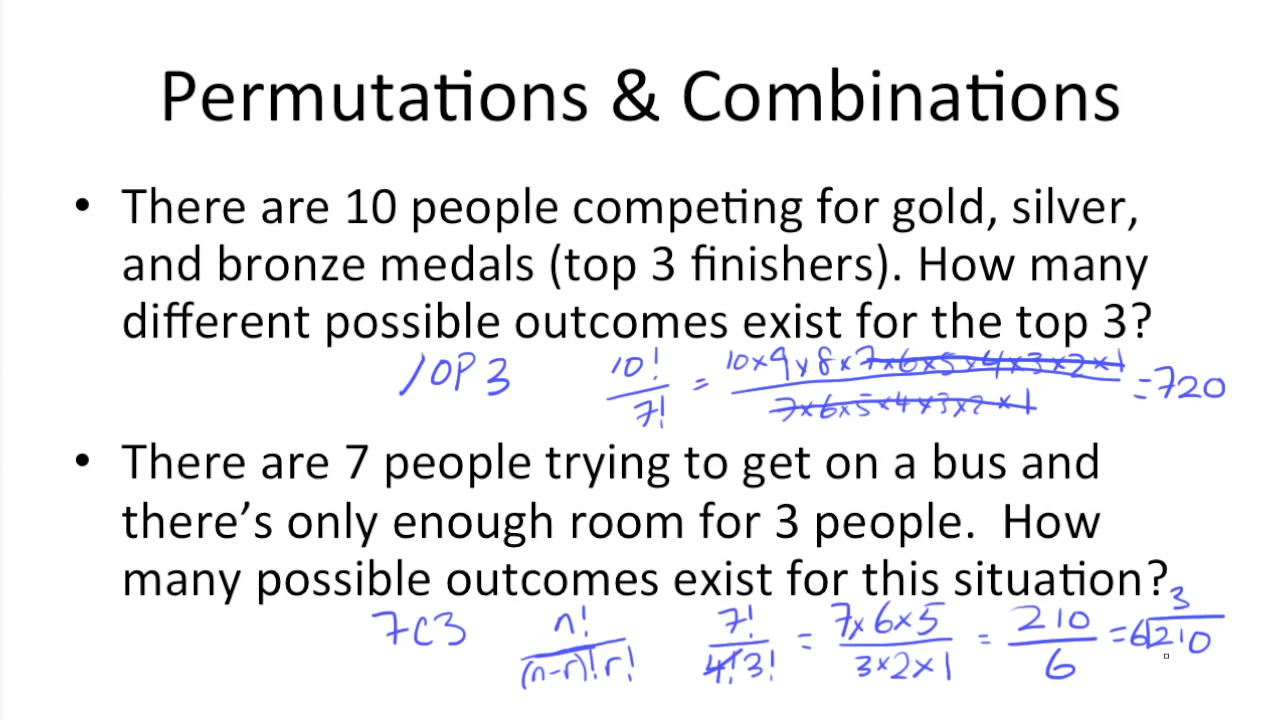 Permutations & Combinations
• There are 10 people competing for gold, silver,
and bronze medals (top 3 finishers). How many
different possible outcomes exist for the top 3?
10P3 10!/7! = 10×9×8×7×6×5×4×3×2×1/7×6×5×4×3×2×1 = 720
• There are 7 people trying to get on a bus and
there's only enough room for 3 people. How
many possible outcomes exist for this situation?
7C3 n!/(n-r)!r! 7!/4!3! = 7×6×5/3×2×1 = 210/6 = 6)210 3